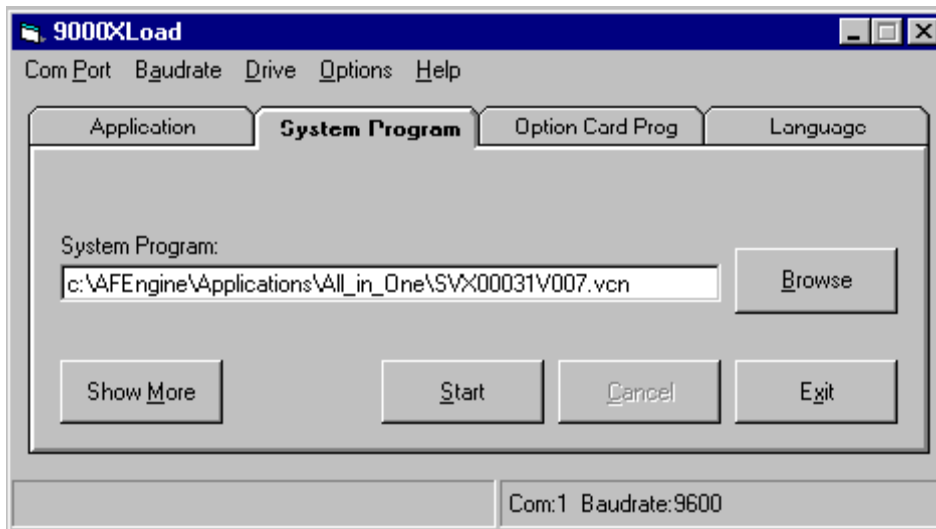 9000XLoad
Com Port Baudrate Drive Options Help
Application System Program Option Card Prog Language
System Program:
c:\AFEngine\Applications\All_in_One\SVX00031V007.vcn
Browse
Show More Start Cancel Exit
Com:1 Baudrate:9600